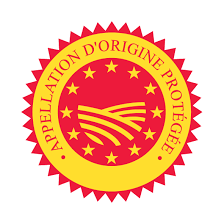 • APPELLATION D'ORIGINE PROTÉGÉE •